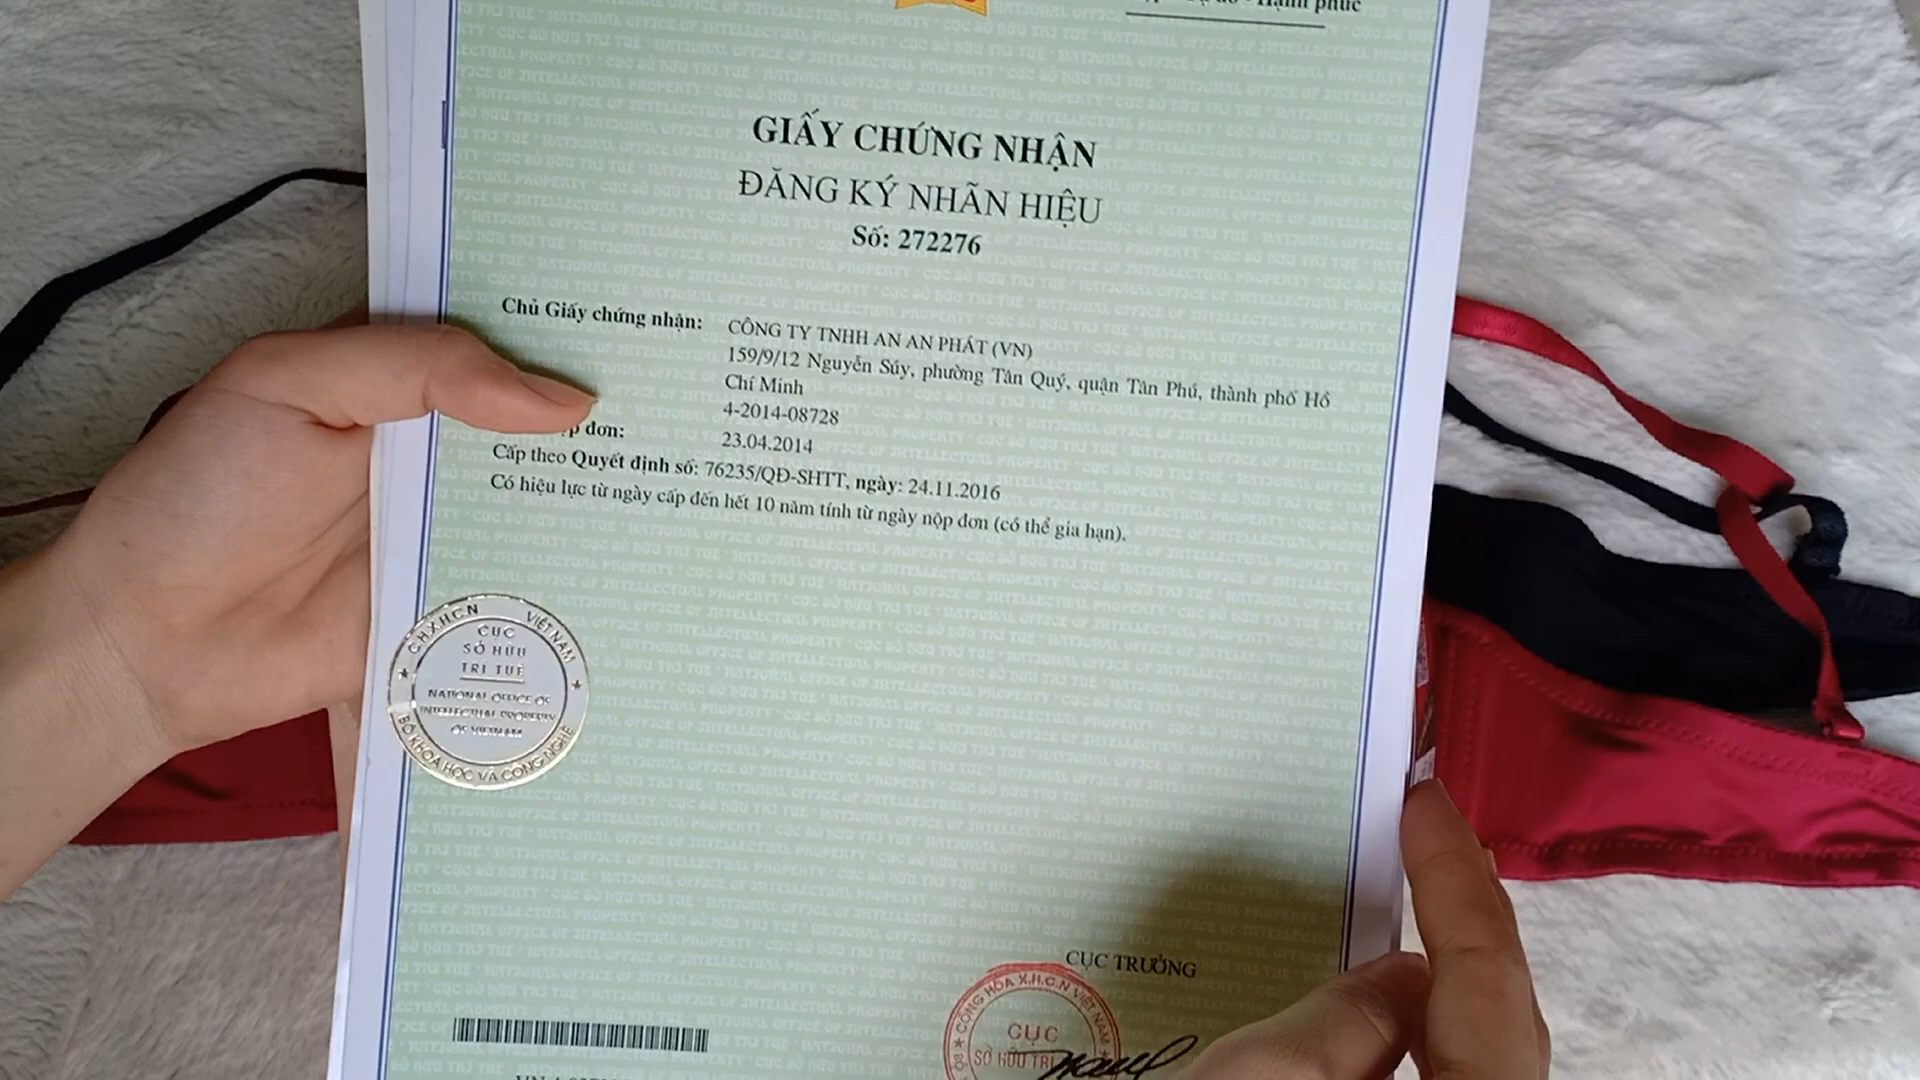 Hạnh phúc
GIẤY CHỨNG NHẬN
ĐĂNG KÝ NHÃN HIỆU
Số: 272276
Chủ Giấy chứng nhận: CÔNG TY TNHH AN AN PHÁT (VN)
159/9/12 Nguyễn Súy, phường Tân Quý, quận Tân Phú, thành phố Hồ
Chí Minh
4-2014-08728
đơn: 23.04.2014
Cấp theo Quyết định số: 76235/QĐ-SHTT, ngày: 24.11.2016
Có hiệu lực từ ngày cấp đến hết 10 năm tính từ ngày nộp đơn (có thể gia hạn).
C.H.X.H.C.N VIỆT NAM
CỤC
SỞ HỮU
TRÍ TUỆ
NATIONAL OFFICE OF
INTELLECTUAL PROPERTY
OF VIETNAM
BỘ KHOA HỌC VÀ CÔNG NGHỆ
CỤC TRƯỞNG
CỘNG HÒA X.H.C.N VIỆT NAM
CỤC
SỞ HỮU TRÍ